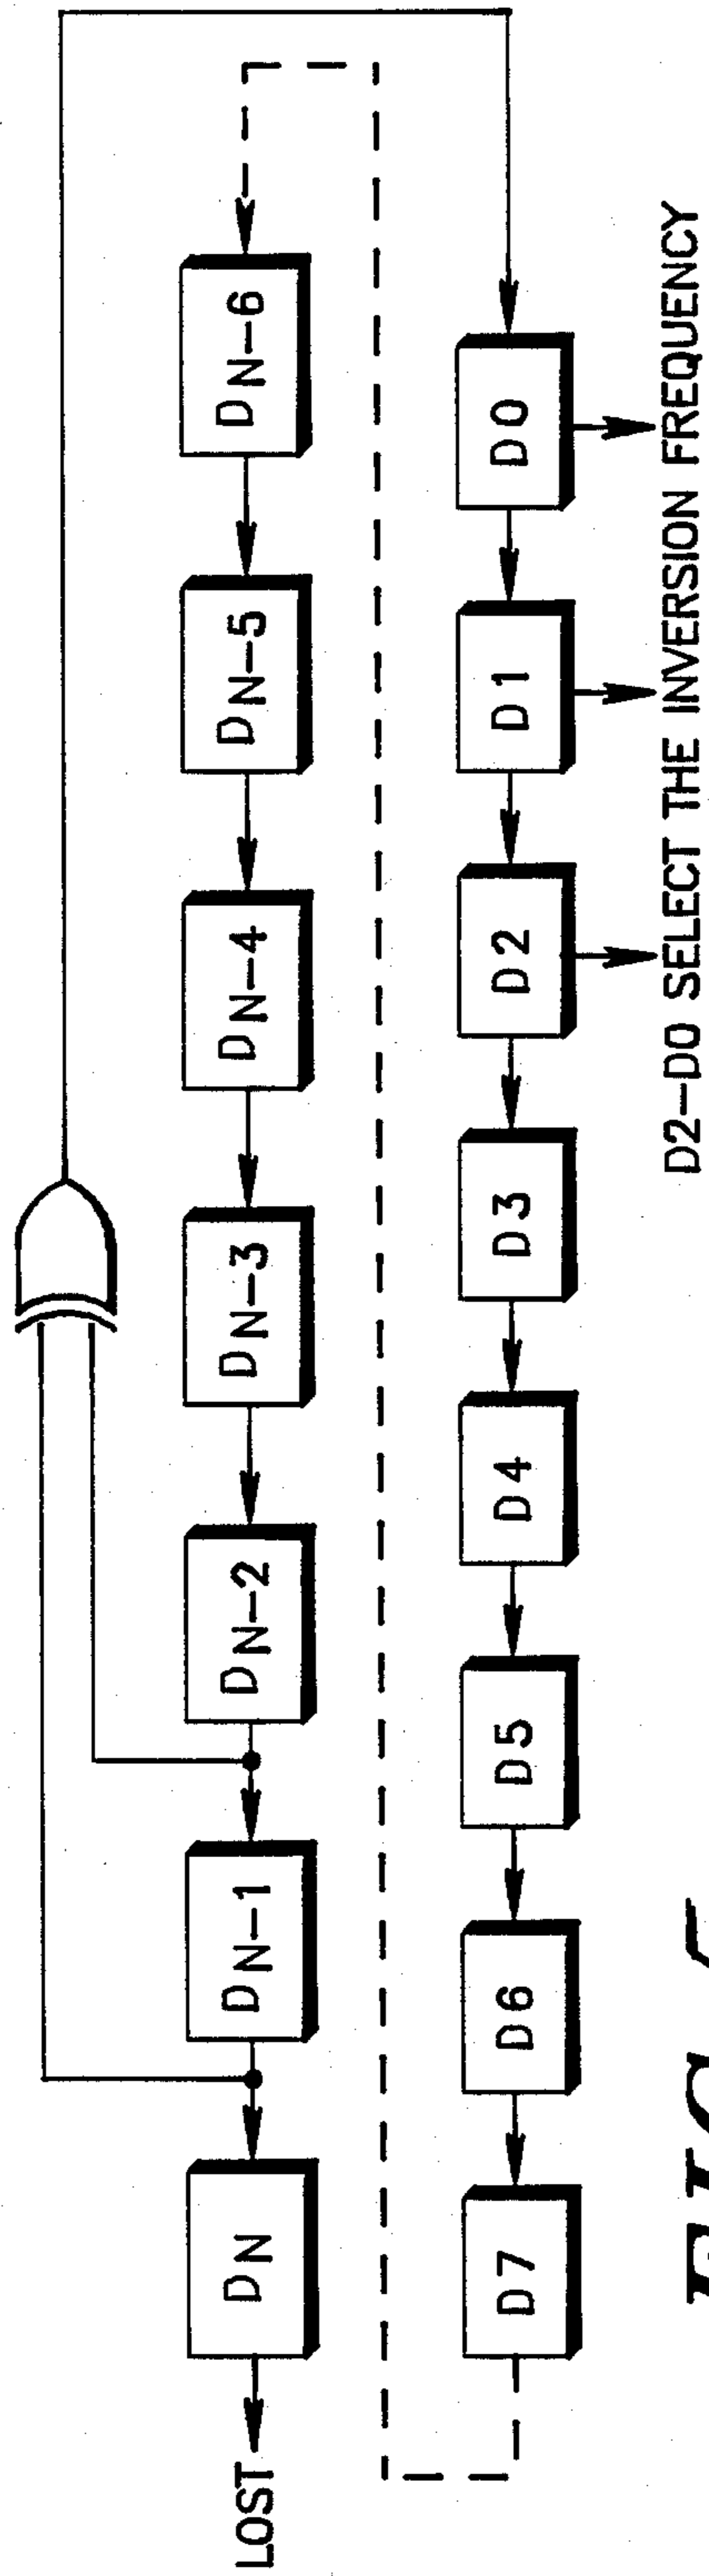 LOST
DN
DN-1
DN-2
DN-3
DN-4
DN-5
DN-6
D7
D6
D5
D4
D3
D2
D1
D0
D2-D0 SELECT THE INVERSION FREQUENCY